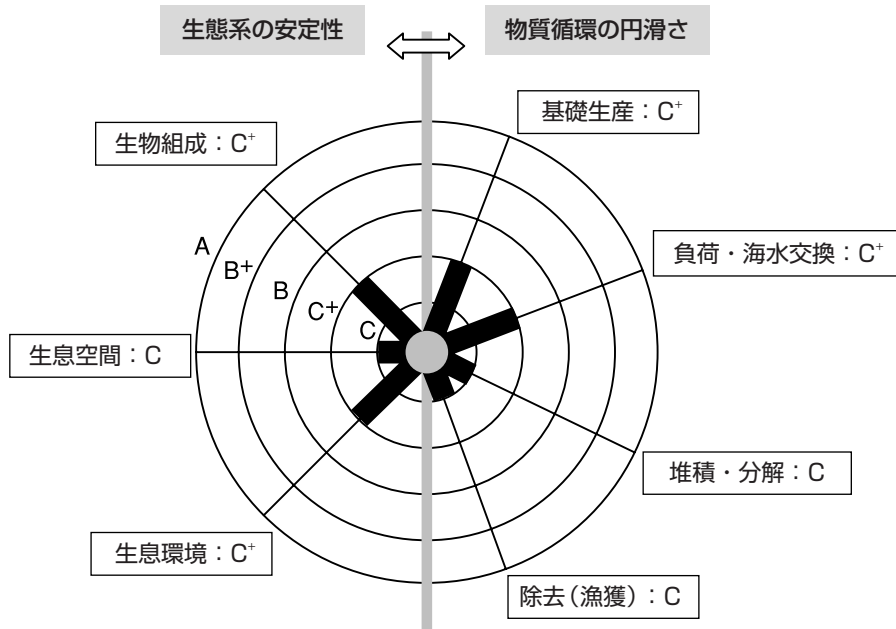 生態系の安定性
物質循環の円滑さ
基礎生産：C⁺
生物組成：C⁺
負荷・海水交換：C⁺
A
B+
B
C+
C
生息空間：C
堆積・分解：C
生息環境：C⁺
除去（漁獲）：C